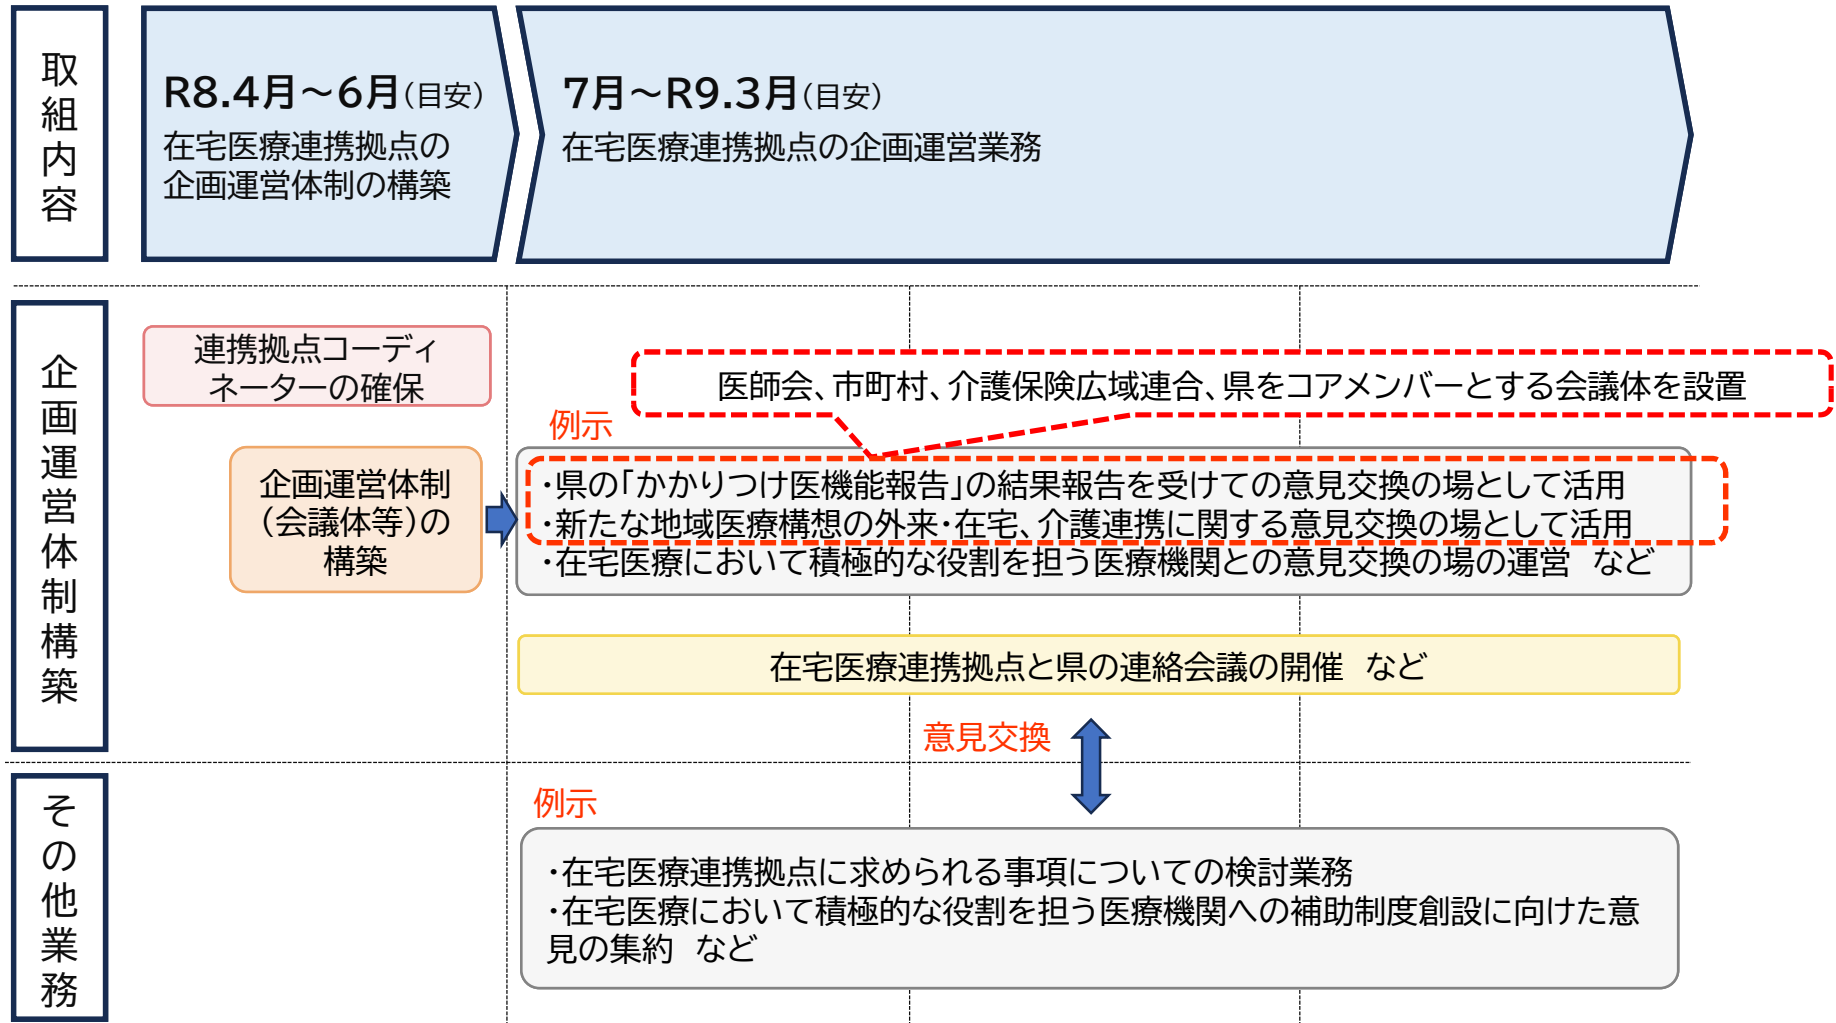 取組内容
R8.4月～6月（目安）
在宅医療連携拠点の
企画運営体制の構築
7月～R9.3月（目安）
在宅医療連携拠点の企画運営業務
企画運営体制構築
連携拠点コーディ
ネーターの確保
医師会、市町村、介護保険広域連合、県をコアメンバーとする会議体を設置
例示
企画運営体制
（会議体等）の
構築
・県の「かかりつけ医機能報告」の結果報告を受けての意見交換の場として活用
・新たな地域医療構想の外来・在宅、介護連携に関する意見交換の場として活用
・在宅医療において積極的な役割を担う医療機関との意見交換の場の運営　など
在宅医療連携拠点と県の連絡会議の開催　など
意見交換
その他業務
例示
・在宅医療連携拠点に求められる事項についての検討業務
・在宅医療において積極的な役割を担う医療機関への補助制度創設に向けた意
見の集約　など